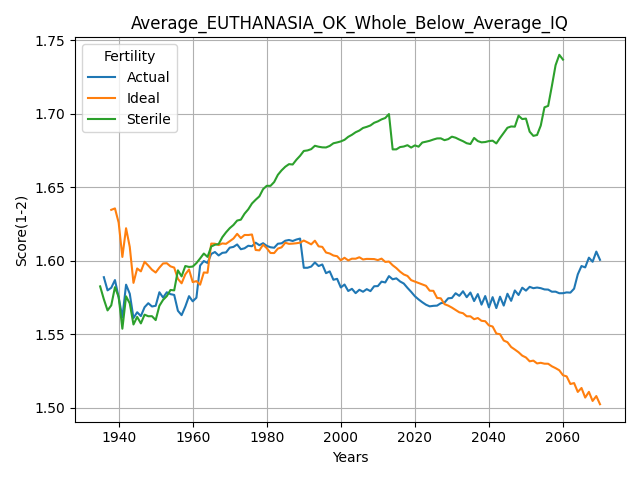 Average_EUTHANASIA_OK_Whole_Below_Average_IQ
Fertility
Actual
Ideal
Sterile
Score(1-2)
1.75
1.70
1.65
1.60
1.55
1.50
1940 1960 1980 2000 2020 2040 2060
Years